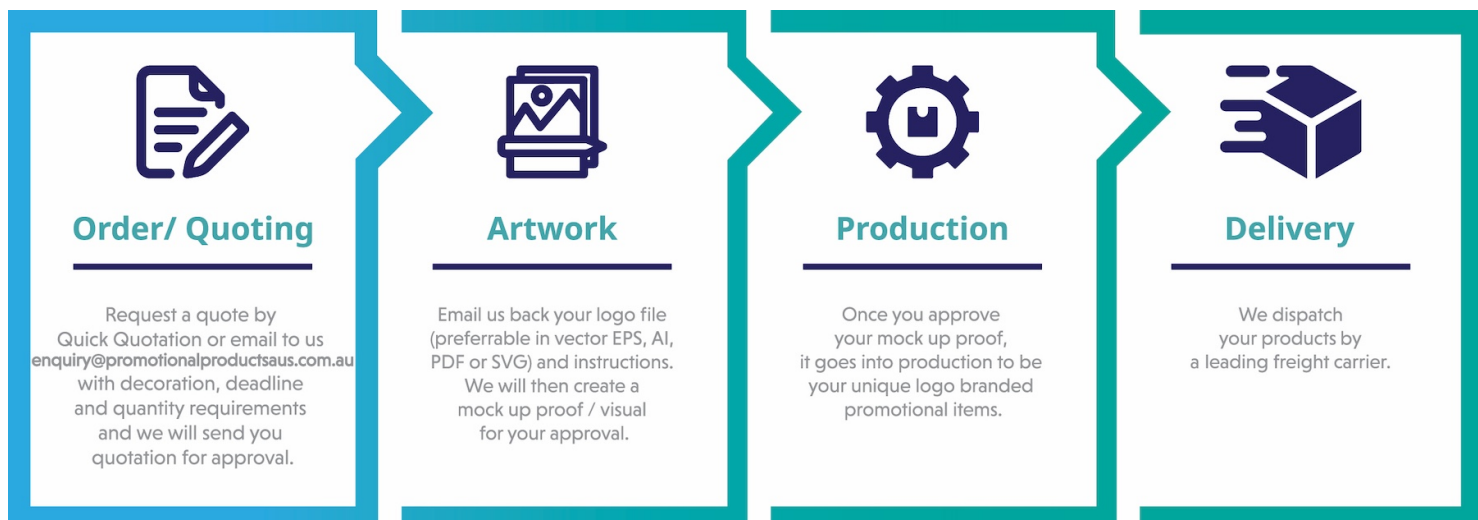 Order/ Quoting
Request a quote by
Quick Quotation or email to us
enquiry@promotionalproductsaus.com.au
with decoration, deadline
and quantity requirements
and we will send you
quotation for approval.
Artwork
Email us back your logo file
(preferrable in vector EPS, AI,
PDF or SVG) and instructions.
We will then create a
mock up proof / visual
for your approval.
Production
Once you approve
your mock up proof,
it goes into production to be
your unique logo branded
promotional items.
Delivery
We dispatch
your products by
a leading freight carrier.